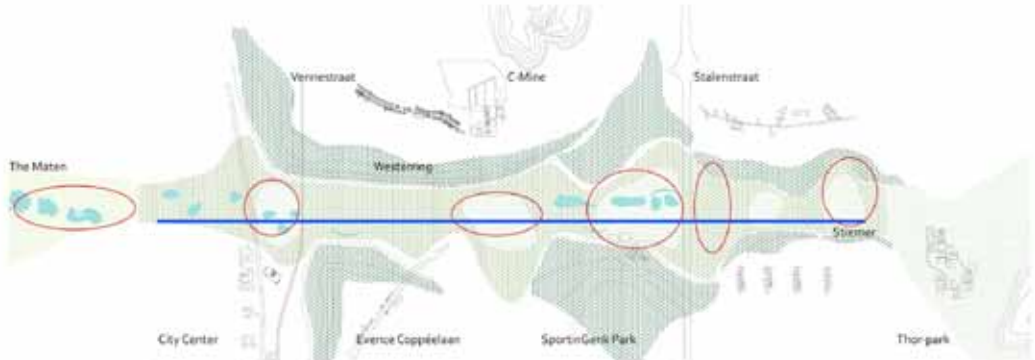 Vennestraat
C-Mine
Stalenstraat
The Maten
Westerring
Stiemer
City Center
Evence Coppéelaan
SportinGenk Park
Thor-park